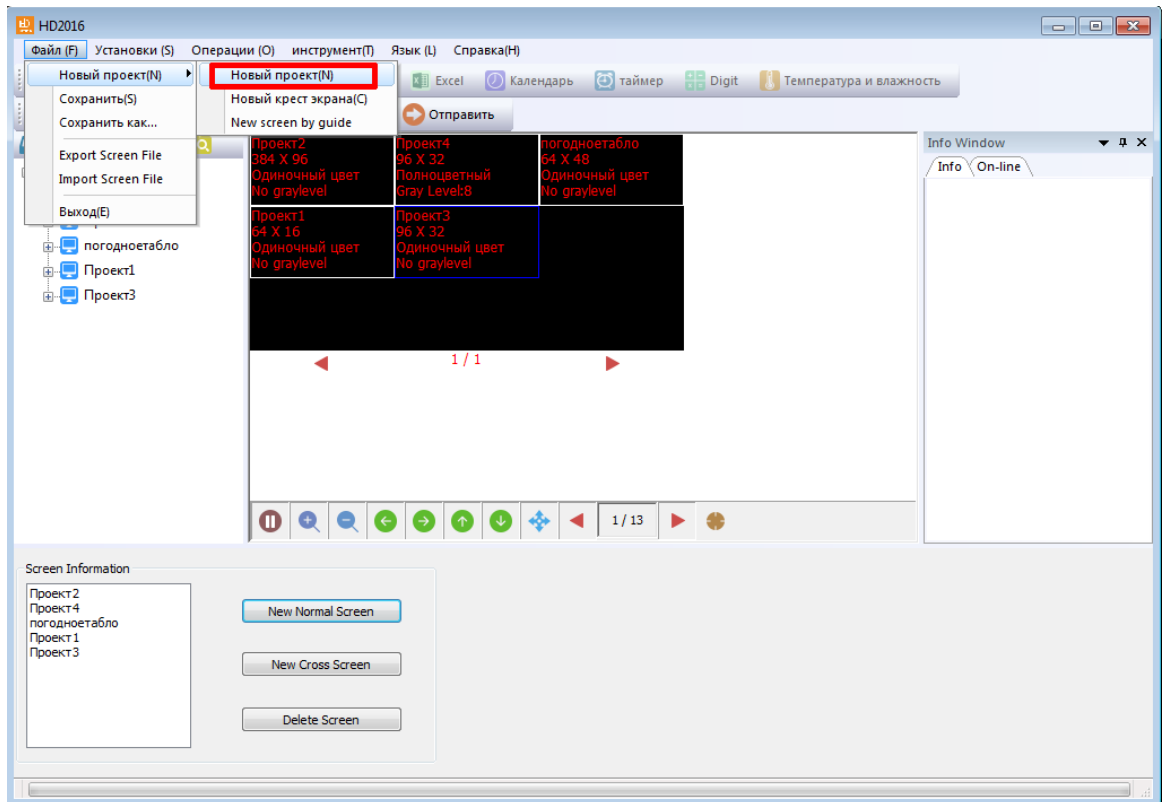 HD2016
Файл (F) Установки (S) Операции (O) инструмент(T) Язык (L) Справка(H)
Новый проект(N) Новый проект(N) Excel Календарь таймер Digit Температура и влажность
Сохранить(S) Новый крест экрана(C)
Сохранить как... New screen by guide Отправить
Export Screen File
Import Screen File
Выход(E)
погодноетабло
Проект1
Проект3
Проект2
384 X 96
Одиночный цвет
No graylevel
Проект4
96 X 32
Полноцветный
Gray Level:8
погодноетабло
64 X 48
Одиночный цвет
No graylevel
Проект1
64 X 16
Одиночный цвет
No graylevel
Проект3
96 X 32
Одиночный цвет
No graylevel
1 / 1
1 / 13
Info Window
Info On-line
Screen Information
Проект2
Проект4
погодноетабло
Проект1
Проект3
New Normal Screen
New Cross Screen
Delete Screen